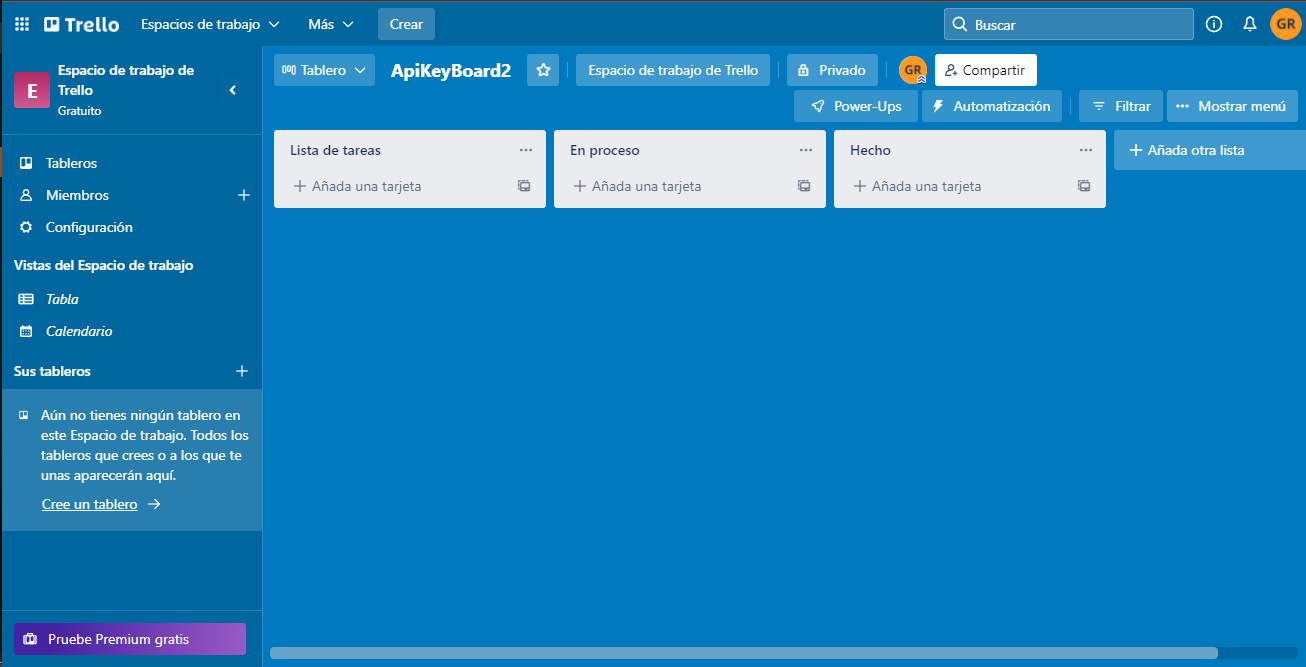 Trello
Espacios de trabajo
Más
Crear
Buscar
GR
E
Espacio de trabajo de
Trello
Gratuito
Tablero
ApiKeyBoard2
Espacio de trabajo de Trello
Privado
GR
Compartir
Power-Ups
Automatización
Filtrar
Mostrar menú
Tableros
Miembros
Configuración
Vistas del Espacio de trabajo
Tabla
Calendario
Sus tableros
Aún no tienes ningún tablero en
este Espacio de trabajo. Todos los
tableros que crees o a los que te
unas aparecerán aquí.
Cree un tablero
Pruebe Premium gratis
Lista de tareas
Añada una tarjeta
En proceso
Añada una tarjeta
Hecho
Añada una tarjeta
Añada otra lista